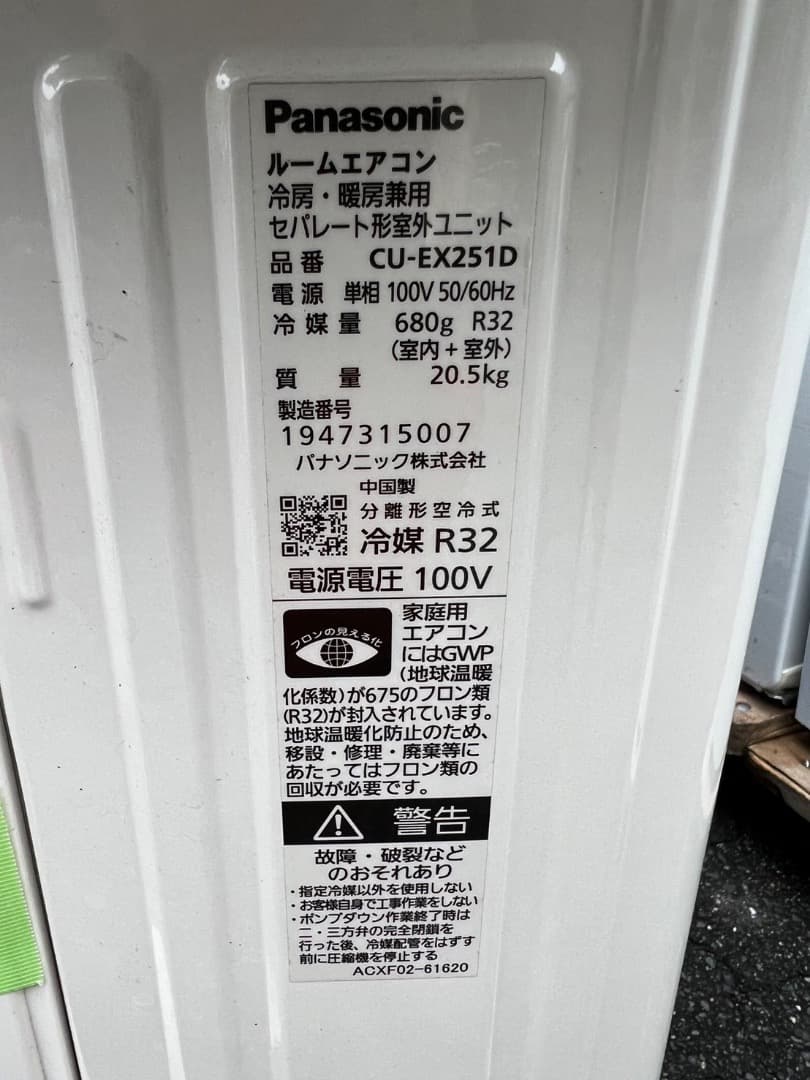 Panasonic
ルームエアコン
冷房・暖房兼用
セパレート形室外ユニット
品番 CU-EX251D
電源 単相 100V 50/60Hz
冷媒量 680g R32
(室内+室外)
質量 20.5kg
製造番号
1947315007
パナソニック株式会社
中国製
分離形空冷式
冷媒 R32
電源電圧 100V
フロンの見える化
家庭用
エアコン
にはGWP
(地球温暖
化係数)が675のフロン類
(R32)が封入されています。
地球温暖化防止のため、
移設・修理・廃棄等に
あたってはフロン類の
回収が必要です。
警告
故障・破裂など
のおそれあり
・指定冷媒以外を使用しない
・お客様自身で工事作業をしない
・ポンプダウン作業終了時は
二・三方弁の完全閉鎖を
行った後、冷媒配管をはずす
前に圧縮機を停止する
ACXF02-61620